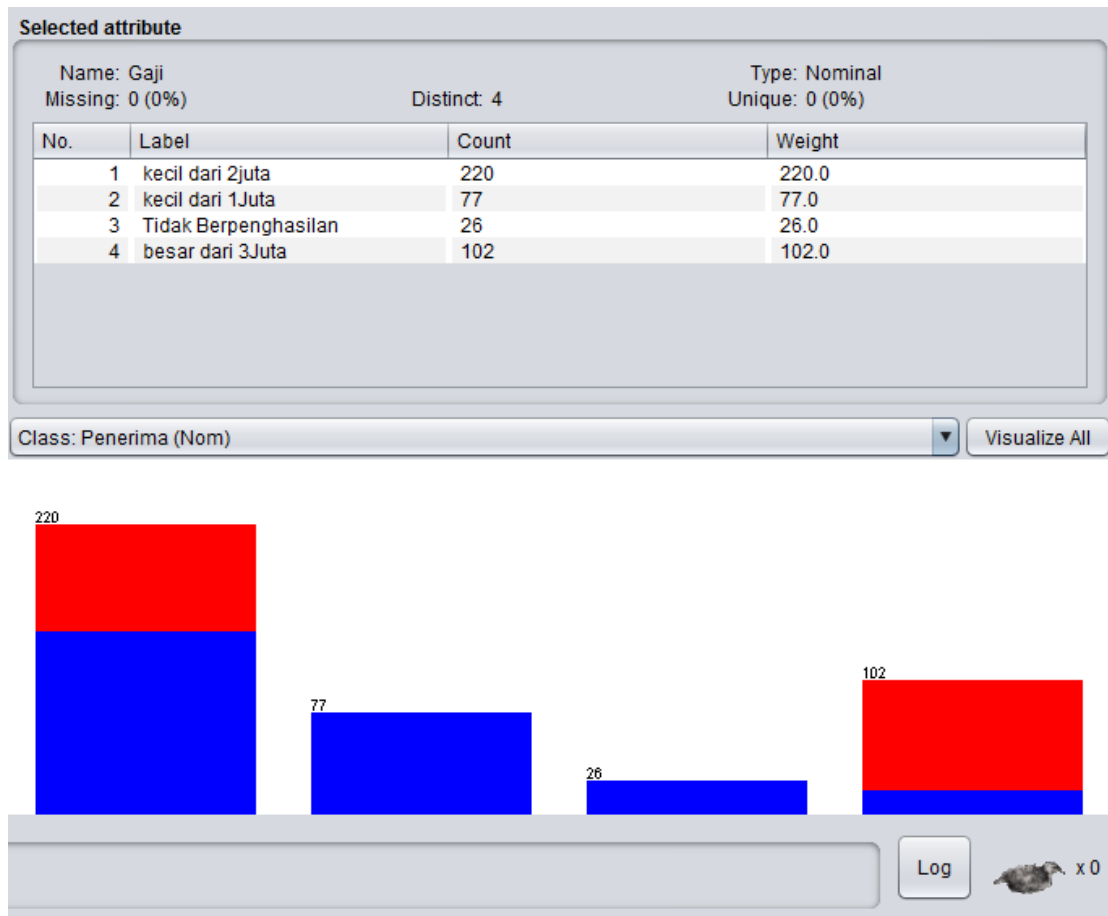 Selected attribute
Name: Gaji Type: Nominal
Missing: 0 (0%) Distinct: 4 Unique: 0 (0%)
No. Label Count Weight
1 kecil dari 2juta 220 220.0
2 kecil dari 1Juta 77 77.0
3 Tidak Berpenghasilan 26 26.0
4 besar dari 3Juta 102 102.0
Class: Penerima (Nom) Visualize All
220
102
77
26
Log x 0